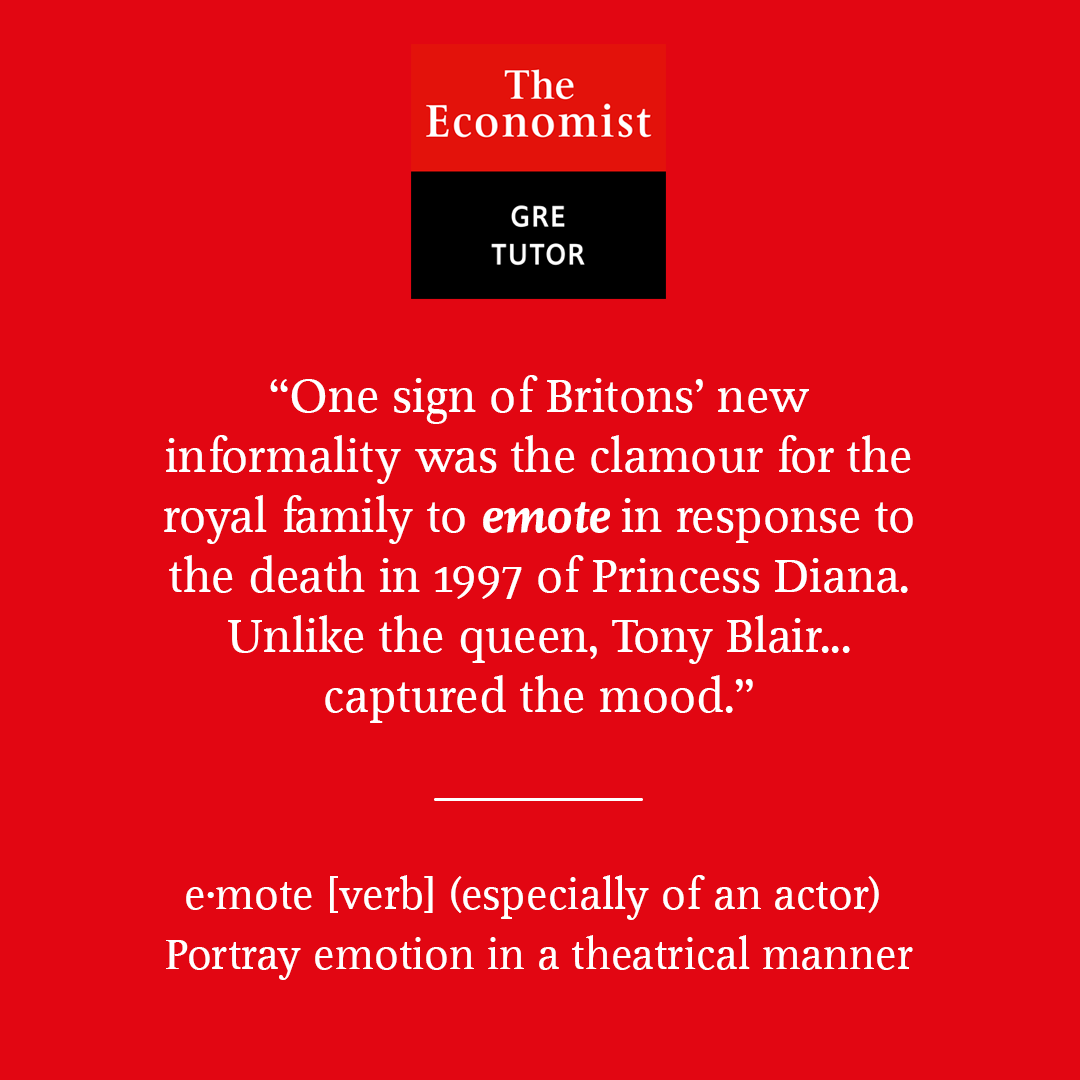 The
Economist
GRE
TUTOR
“One sign of Britons’ new
informality was the clamour for the
royal family to emote in response to
the death in 1997 of Princess Diana.
Unlike the queen, Tony Blair...
captured the mood.”
e·mote [verb] (especially of an actor)
Portray emotion in a theatrical manner